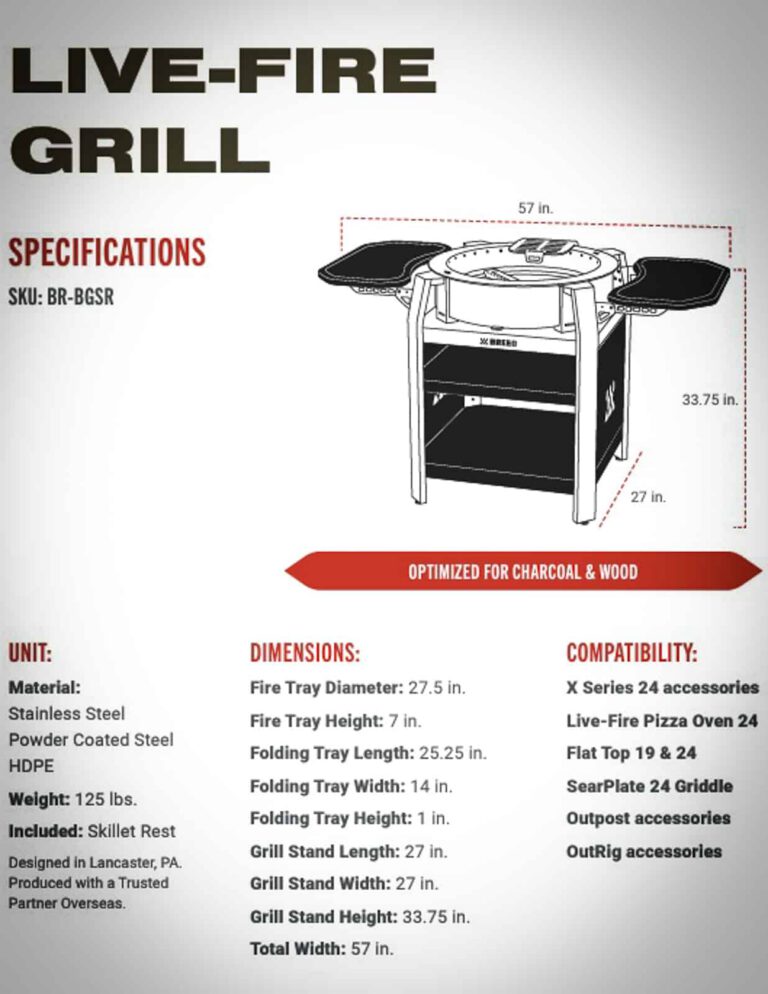 LIVE-FIRE
GRILL
SPECIFICATIONS
SKU: BR-BGSR
57 in.
BREEO
33.75 in.
27 in.
OPTIMIZED FOR CHARCOAL & WOOD
UNIT:
Material:
Stainless Steel
Powder Coated Steel
HDPE
Weight: 125 lbs.
Included: Skillet Rest
Designed in Lancaster, PA.
Produced with a Trusted
Partner Overseas.
DIMENSIONS:
Fire Tray Diameter: 27.5 in.
Fire Tray Height: 7 in.
Folding Tray Length: 25.25 in.
Folding Tray Width: 14 in.
Folding Tray Height: 1 in.
Grill Stand Length: 27 in.
Grill Stand Width: 27 in.
Grill Stand Height: 33.75 in.
Total Width: 57 in.
COMPATIBILITY:
X Series 24 accessories
Live-Fire Pizza Oven 24
Flat Top 19 & 24
SearPlate 24 Griddle
Outpost accessories
OutRig accessories